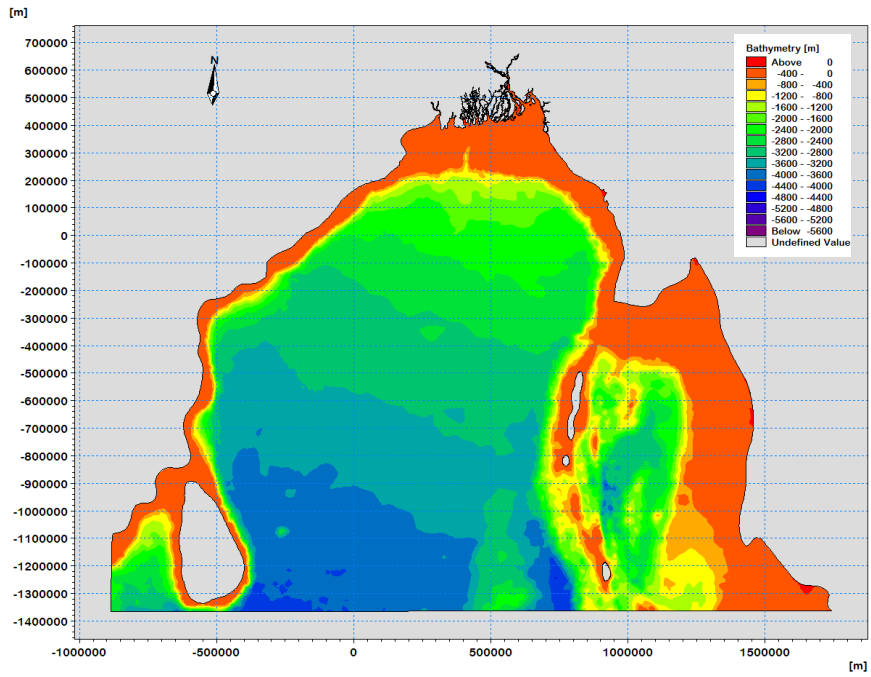 [m]
700000
600000
500000
400000
300000
200000
100000
0
-100000
-200000
-300000
-400000
-500000
-600000
-700000
-800000
-900000
-1000000
-1100000
-1200000
-1300000
-1400000
N
Bathymetry [m]
Above 0
-400 - 0
-800 - -400
-1200 - -800
-1600 - -1200
-2000 - -1600
-2400 - -2000
-2800 - -2400
-3200 - -2800
-3600 - -3200
-4000 - -3600
-4400 - -4000
-4800 - -4400
-5200 - -4800
-5600 - -5200
Below -5600
Undefined Value
-1000000 -500000 0 500000 1000000 1500000
[m]